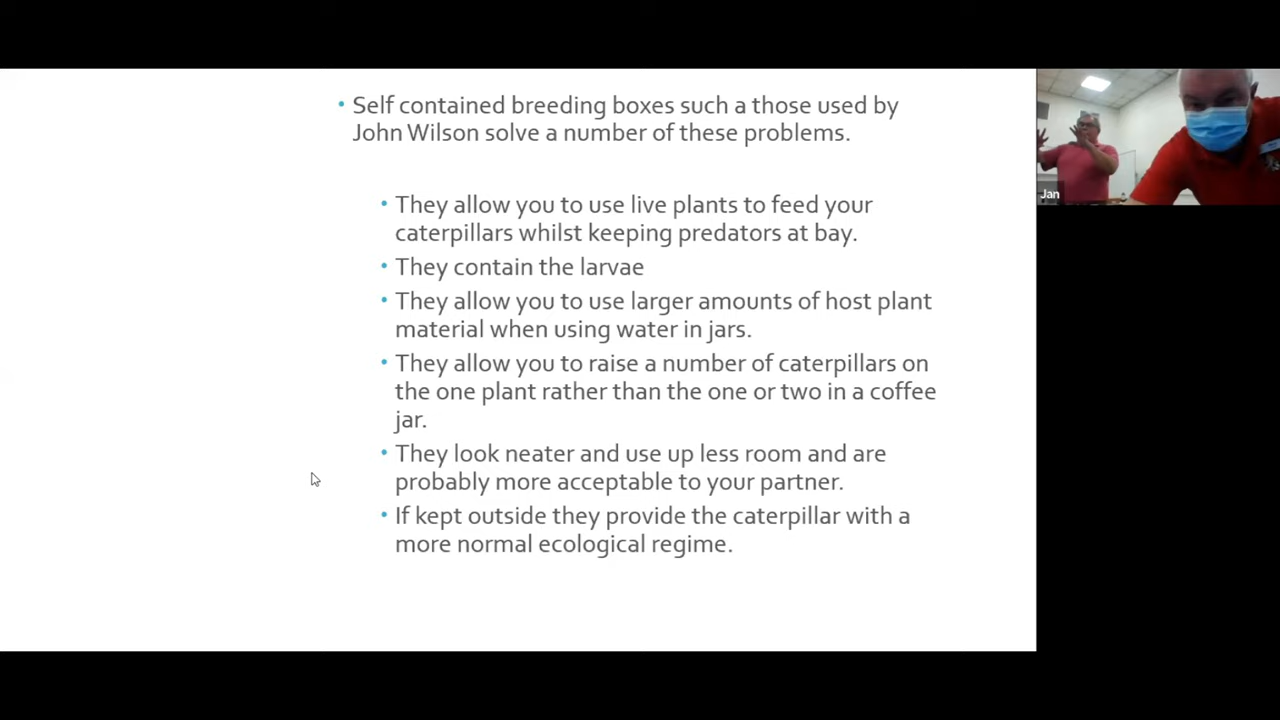 • Self contained breeding boxes such a those used by
John Wilson solve a number of these problems.
• They allow you to use live plants to feed your
caterpillars whilst keeping predators at bay.
• They contain the larvae
• They allow you to use larger amounts of host plant
material when using water in jars.
• They allow you to raise a number of caterpillars on
the one plant rather than the one or two in a coffee
jar.
• They look neater and use up less room and are
probably more acceptable to your partner.
• If kept outside they provide the caterpillar with a
more normal ecological regime.
Jan